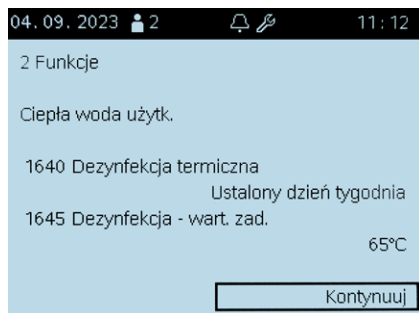 04. 09. 2023 2 11:12
2 Funkcje
Ciepła woda użytk.
1640 Dezynfekcja termiczna
Ustalony dzień tygodnia
1645 Dezynfekcja - wart. zad.
65°C
Kontynuuj